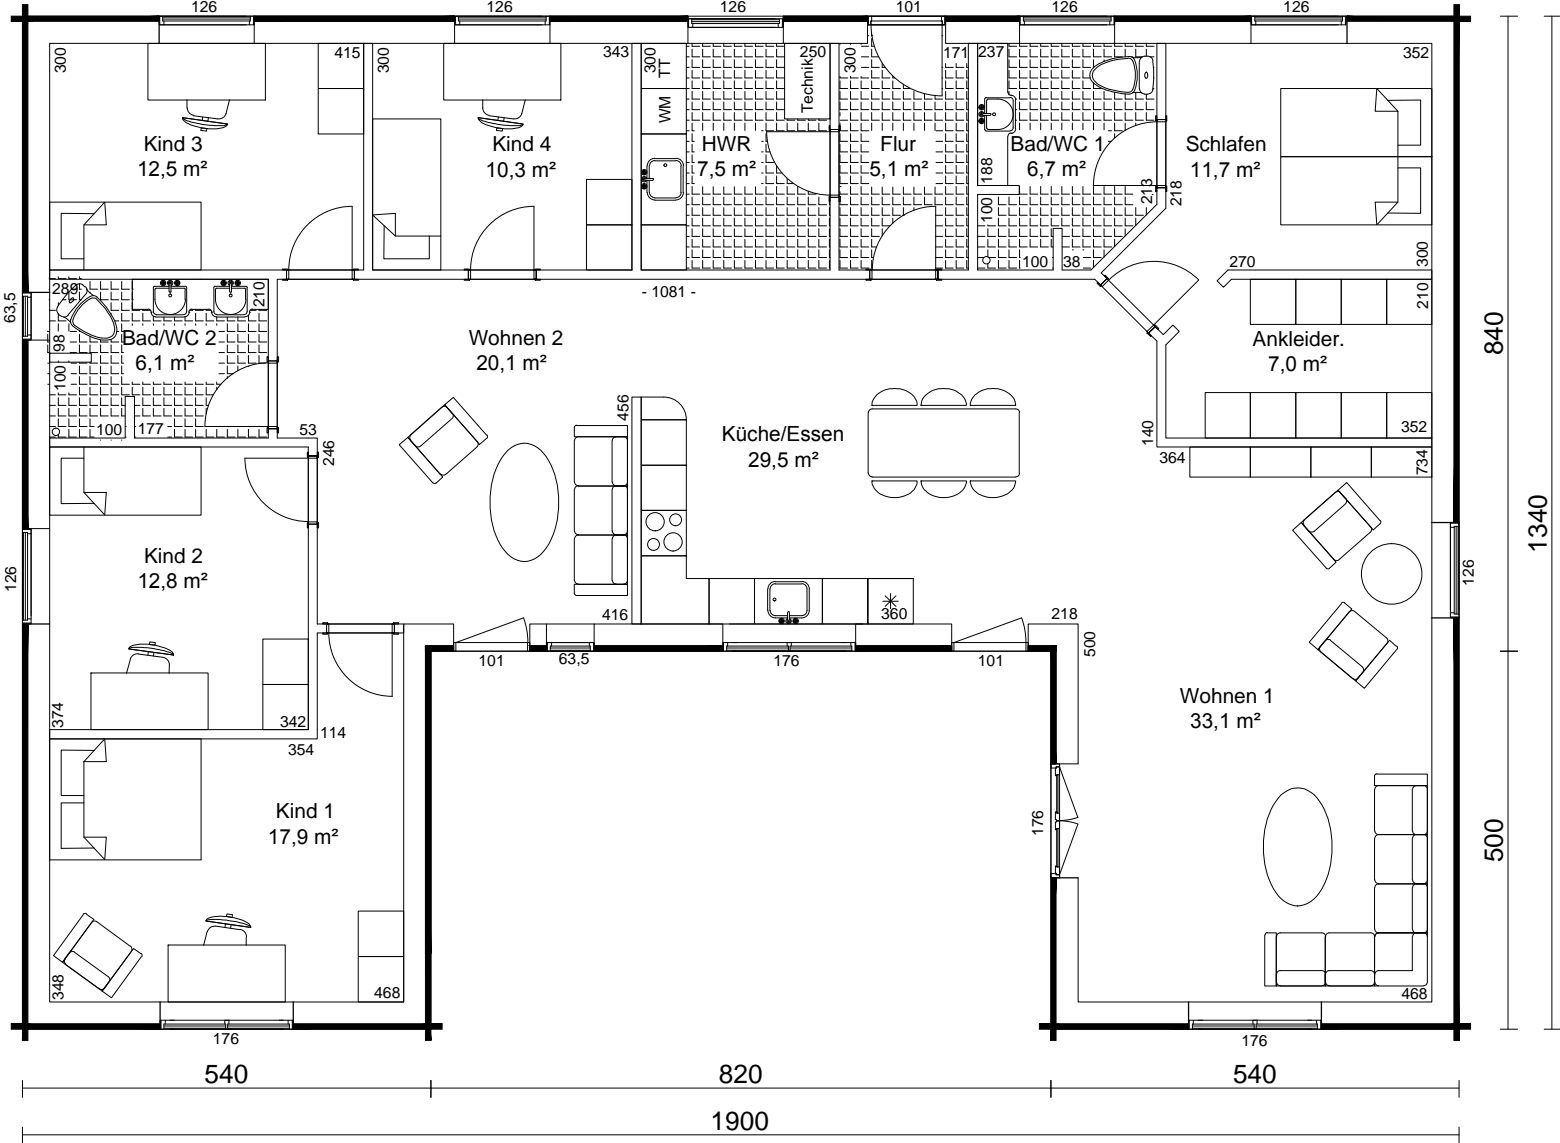 126
126
126
101
126
126
300
415
300
343
300
TT
250
300
171
237
352
WM
Technik
Kind 3
12,5 m²
Kind 4
10,3 m²
HWR
7,5 m²
Flur
5,1 m²
Bad/WC 1
6,7 m²
Schlafen
11,7 m²
188
213
218
100
100
38
270
300
289
210
- 1081 -
210
63,5
Bad/WC 2
6,1 m²
98
100
100
177
53
246
Wohnen 2
20,1 m²
456
Küche/Essen
29,5 m²
Ankleider.
7,0 m²
140
352
364
734
840
Kind 2
12,8 m²
126
126
1340
416
360
218
500
101
63,5
176
101
374
342
114
354
Wohnen 1
33,1 m²
Kind 1
17,9 m²
176
500
348
468
468
176
176
540
820
540
1900